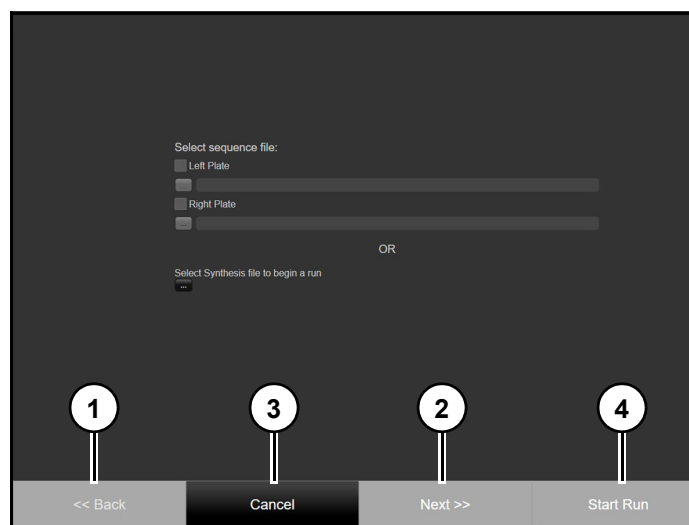 Select sequence file:
Left Plate
...
Right Plate
...
OR
Select Synthesis file to begin a run
...
1
3
2
4
<< Back
Cancel
Next >>
Start Run